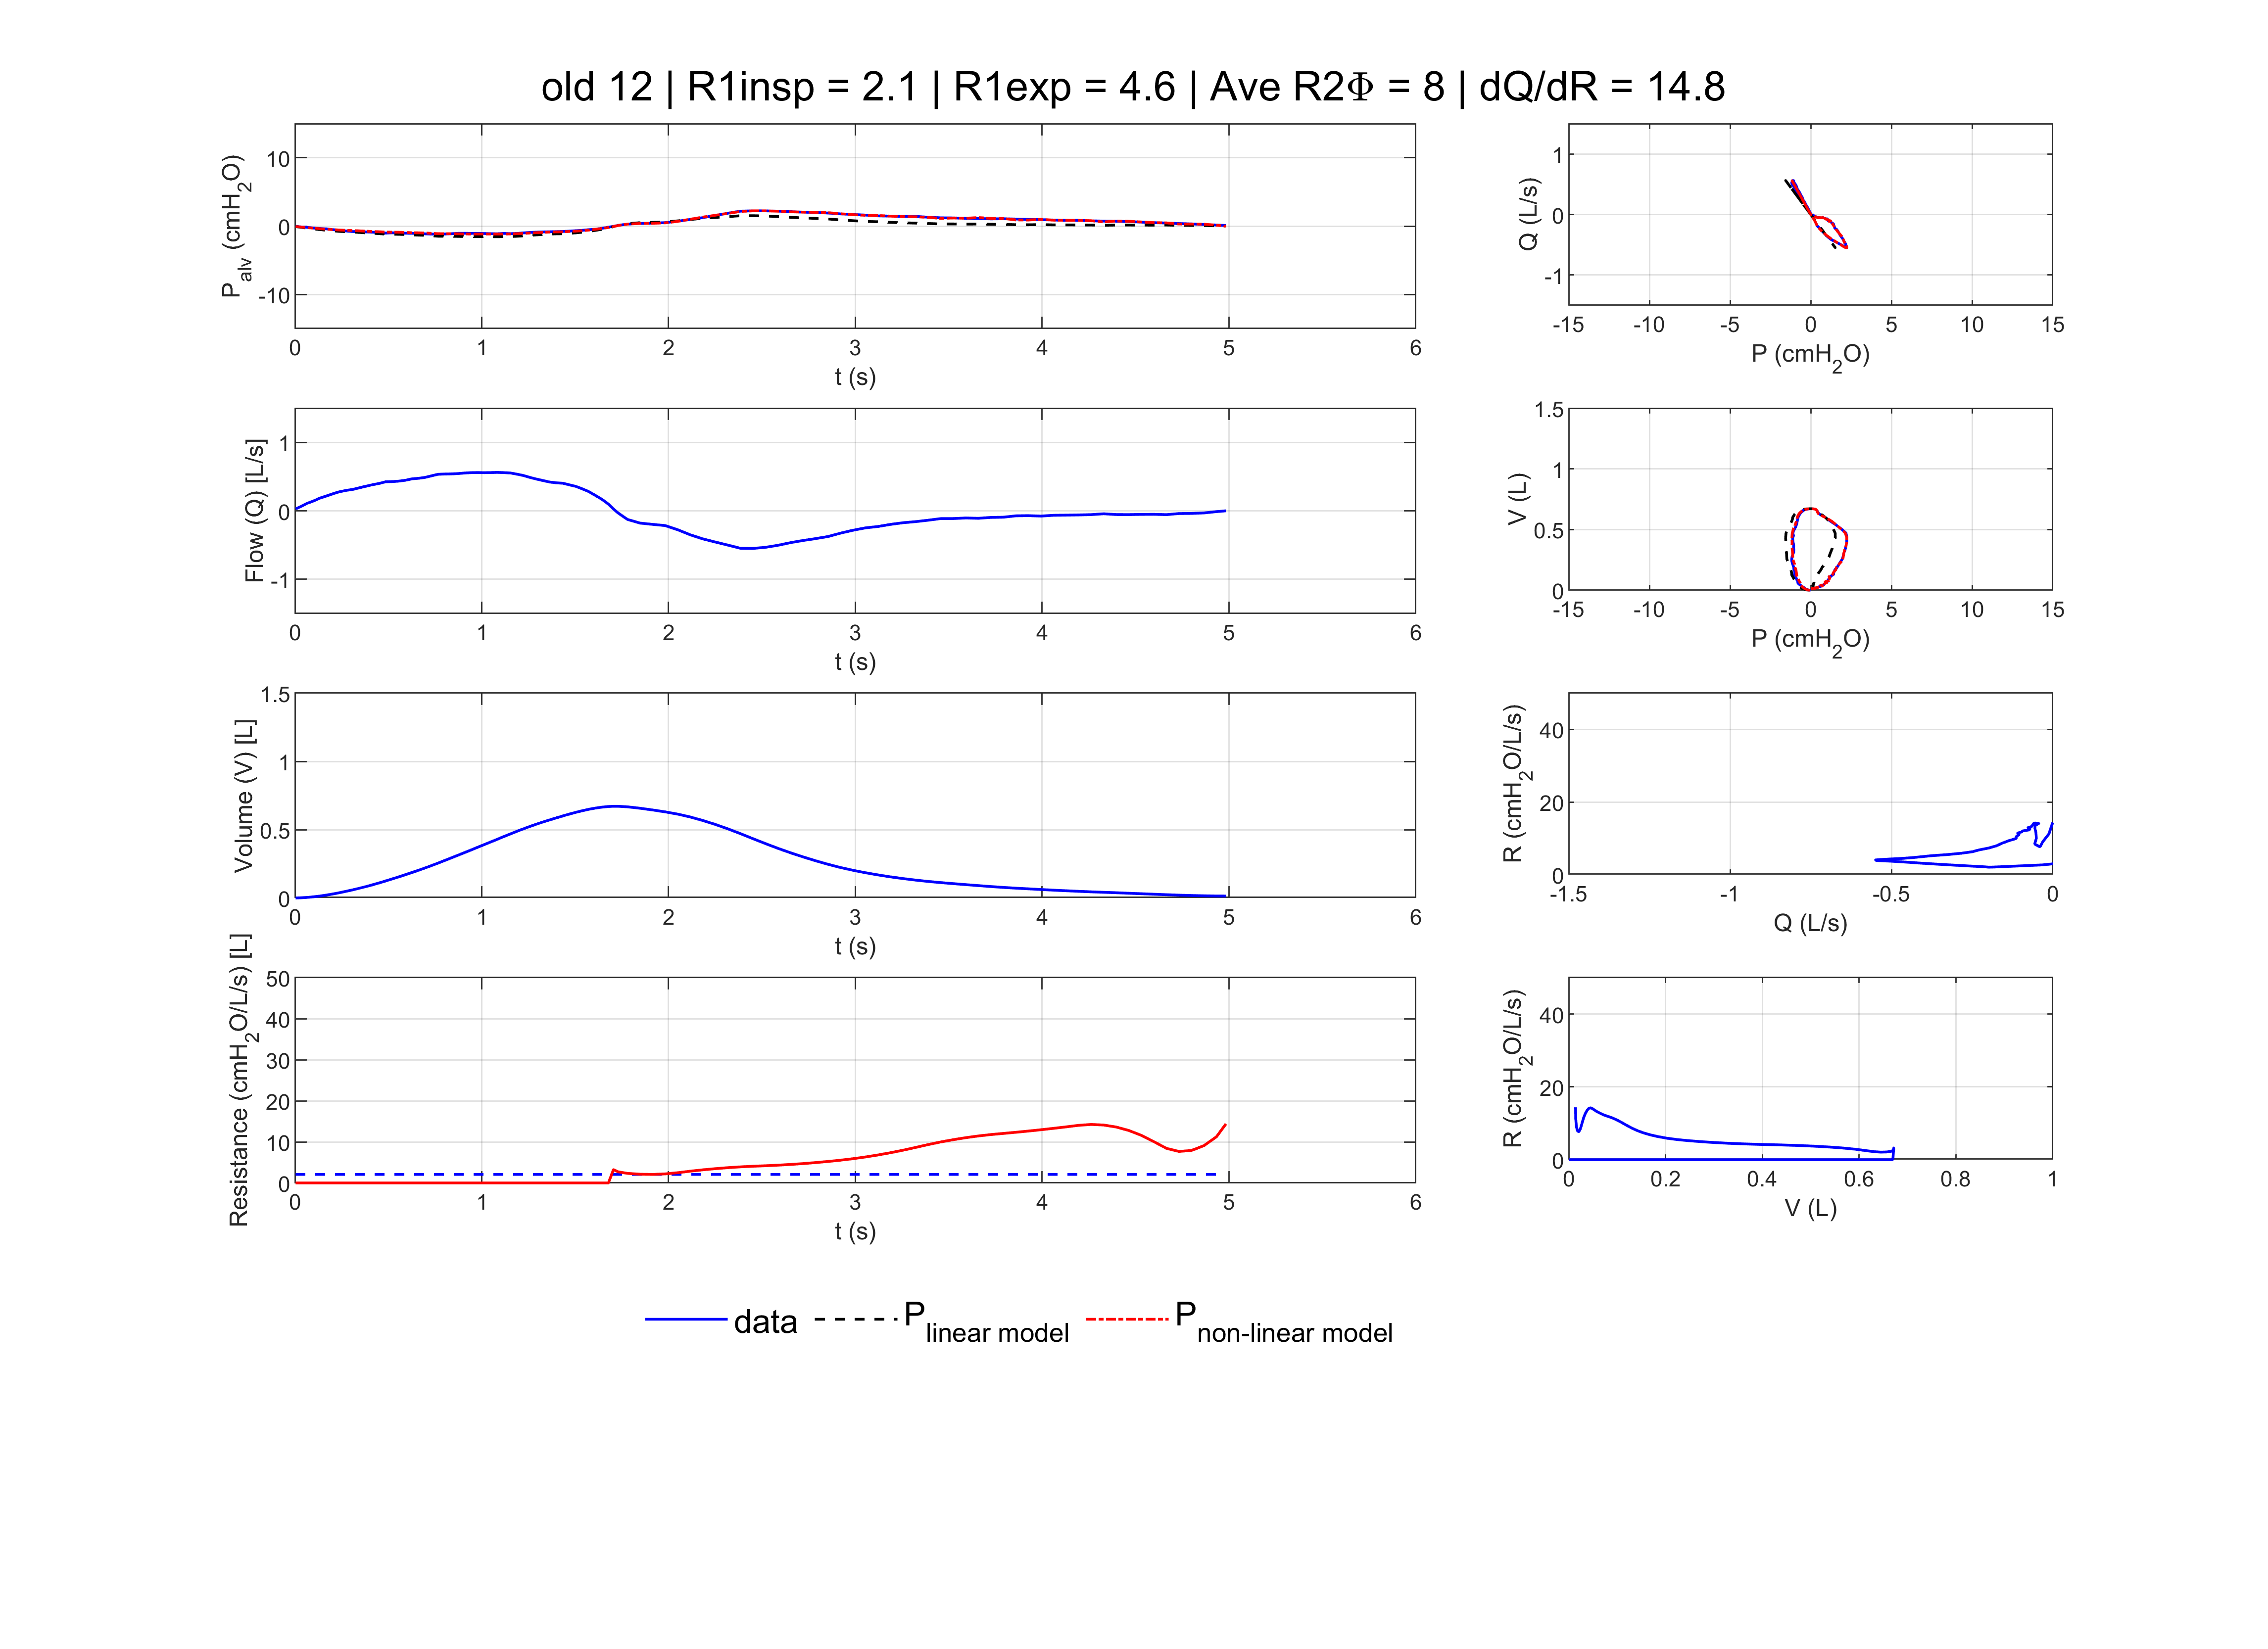 old 12 | R1insp = 2.1 | R1exp = 4.6 | Ave R2Φ = 8 | dQ/dR = 14.8
P_alv (cmH_2O)
10
0
-10
0 1 2 3 4 5 6
t (s)
Q (L/s)
1
0
-1
-15 -10 -5 0 5 10 15
P (cmH_2O)
Flow (Q) [L/s]
1
0
-1
0 1 2 3 4 5 6
t (s)
V (L)
1.5
1
0.5
0
-15 -10 -5 0 5 10 15
P (cmH_2O)
Volume (V) [L]
1.5
1
0.5
0
0 1 2 3 4 5 6
t (s)
R (cmH_2O/L/s)
40
20
0
-1.5 -1 -0.5 0
Q (L/s)
Resistance (cmH_2O/L/s) [L]
50
40
30
20
10
0
0 1 2 3 4 5 6
t (s)
R (cmH_2O/L/s)
40
20
0
0 0.2 0.4 0.6 0.8 1
V (L)
data P_linear model P_non-linear model